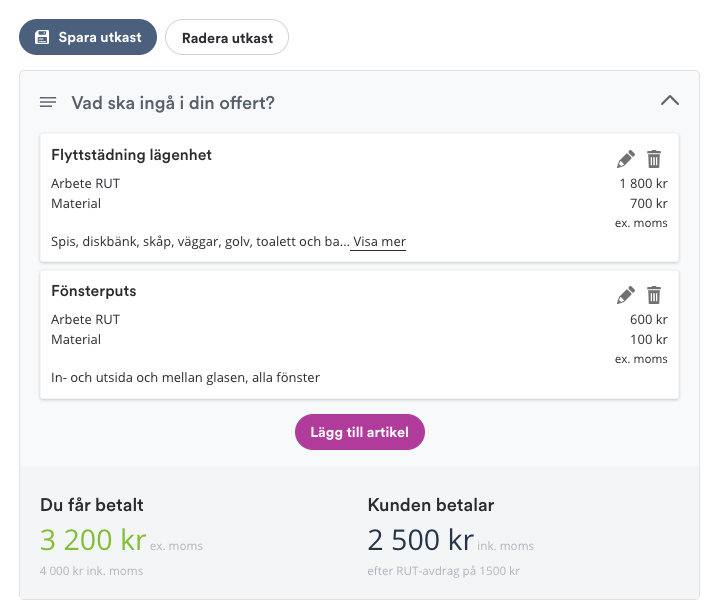 Spara utkast
Radera utkast
Vad ska ingå i din offert?
Flyttstädning lägenhet
Arbete RUT 1 800 kr
Material 700 kr
ex. moms
Spis, diskbänk, skåp, väggar, golv, toalett och ba... Visa mer
Fönsterputs
Arbete RUT 600 kr
Material 100 kr
ex. moms
In- och utsida och mellan glasen, alla fönster
Lägg till artikel
Du får betalt
3 200 kr ex. moms
4 000 kr ink. moms
Kunden betalar
2 500 kr ink. moms
efter RUT-avdrag på 1500 kr